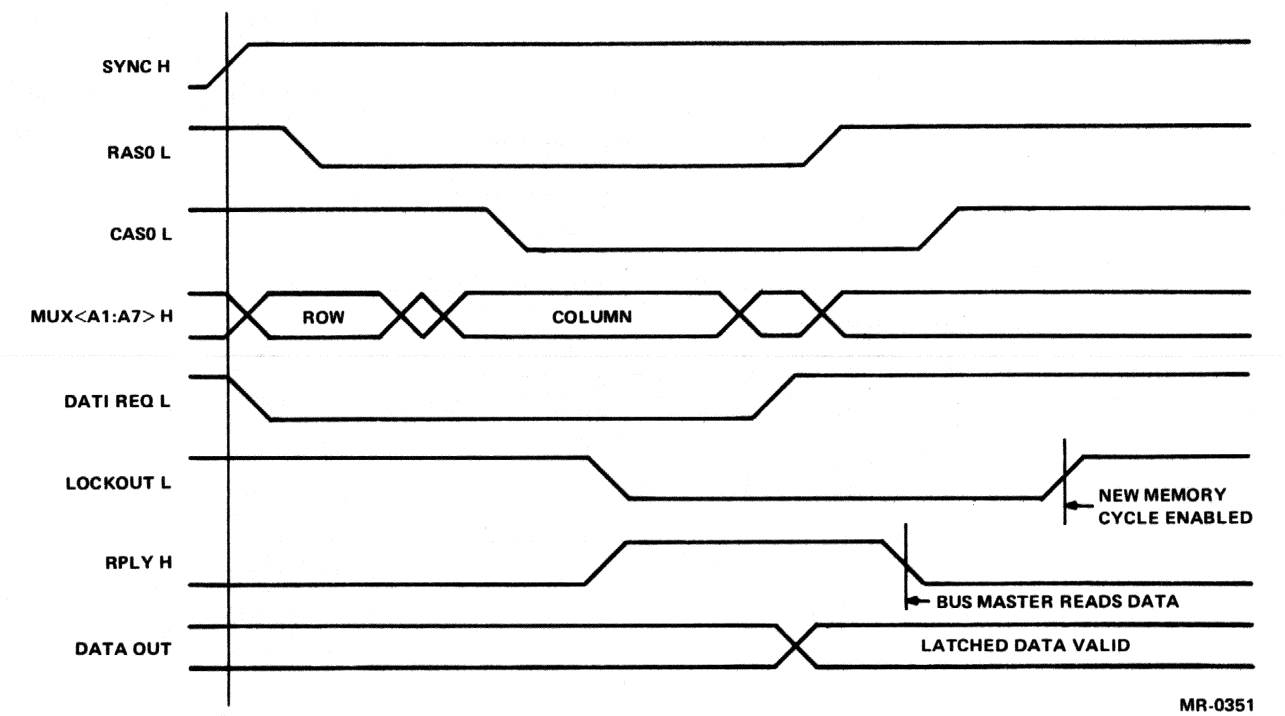 SYNC H
RAS0 L
CAS0 L
MUX<A1:A7> H
ROW
COLUMN
DATI REQ L
LOCKOUT L
NEW MEMORY
CYCLE ENABLED
RPLY H
BUS MASTER READS DATA
DATA OUT
LATCHED DATA VALID
MR-0351